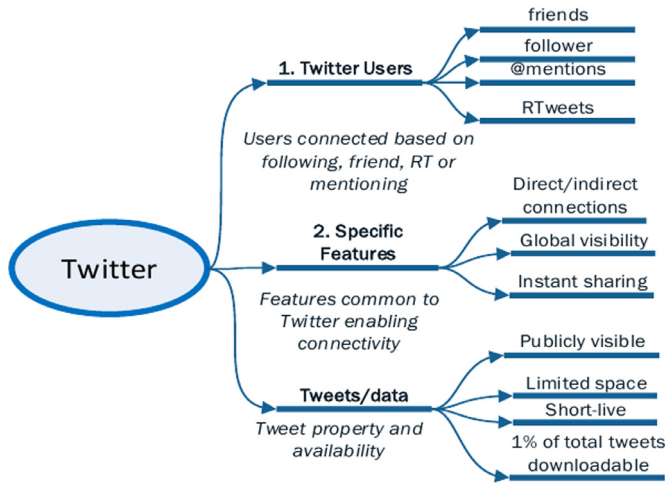 Twitter
1. Twitter Users
Users connected based on
following, friend, RT or
mentioning
friends
follower
@mentions
RTweets
2. Specific
Features
Features common to
Twitter enabling
connectivity
Direct/indirect
connections
Global visibility
Instant sharing
Tweets/data
Tweet property and
availability
Publicly visible
Limited space
Short-live
1% of total tweets
downloadable